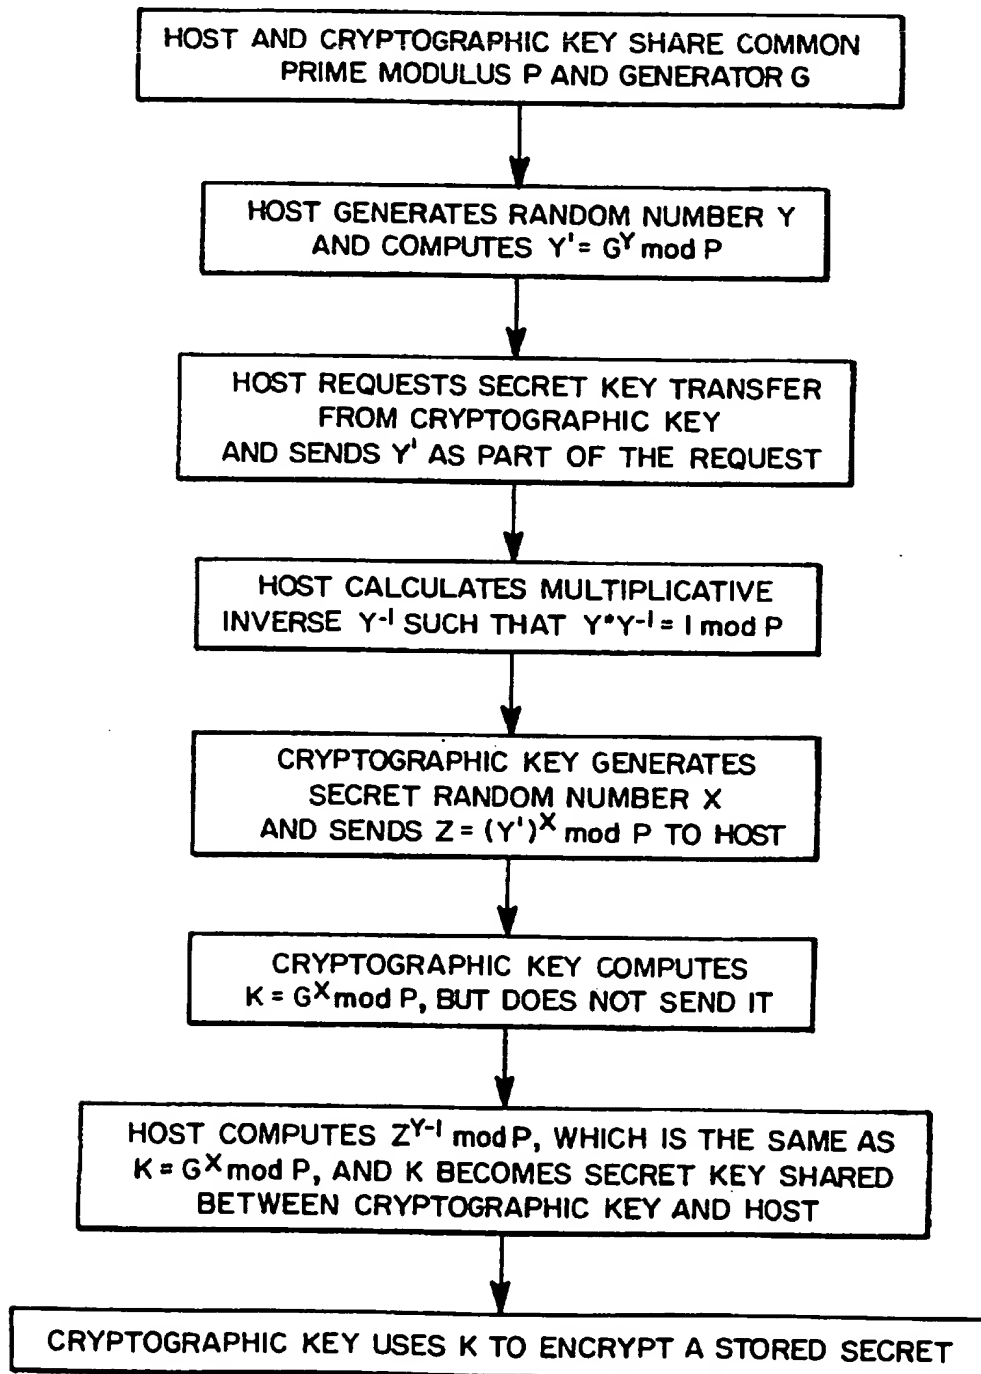 HOST AND CRYPTOGRAPHIC KEY SHARE COMMON
PRIME MODULUS P AND GENERATOR G
HOST GENERATES RANDOM NUMBER Y
AND COMPUTES Y' = G^Y mod P
HOST REQUESTS SECRET KEY TRANSFER
FROM CRYPTOGRAPHIC KEY
AND SENDS Y' AS PART OF THE REQUEST
HOST CALCULATES MULTIPLICATIVE
INVERSE Y^-1 SUCH THAT Y*Y^-1 = 1 mod P
CRYPTOGRAPHIC KEY GENERATES
SECRET RANDOM NUMBER X
AND SENDS Z = (Y')^X mod P TO HOST
CRYPTOGRAPHIC KEY COMPUTES
K = G^X mod P, BUT DOES NOT SEND IT
HOST COMPUTES Z^Y-1 mod P, WHICH IS THE SAME AS
K = G^X mod P, AND K BECOMES SECRET KEY SHARED
BETWEEN CRYPTOGRAPHIC KEY AND HOST
CRYPTOGRAPHIC KEY USES K TO ENCRYPT A STORED SECRET